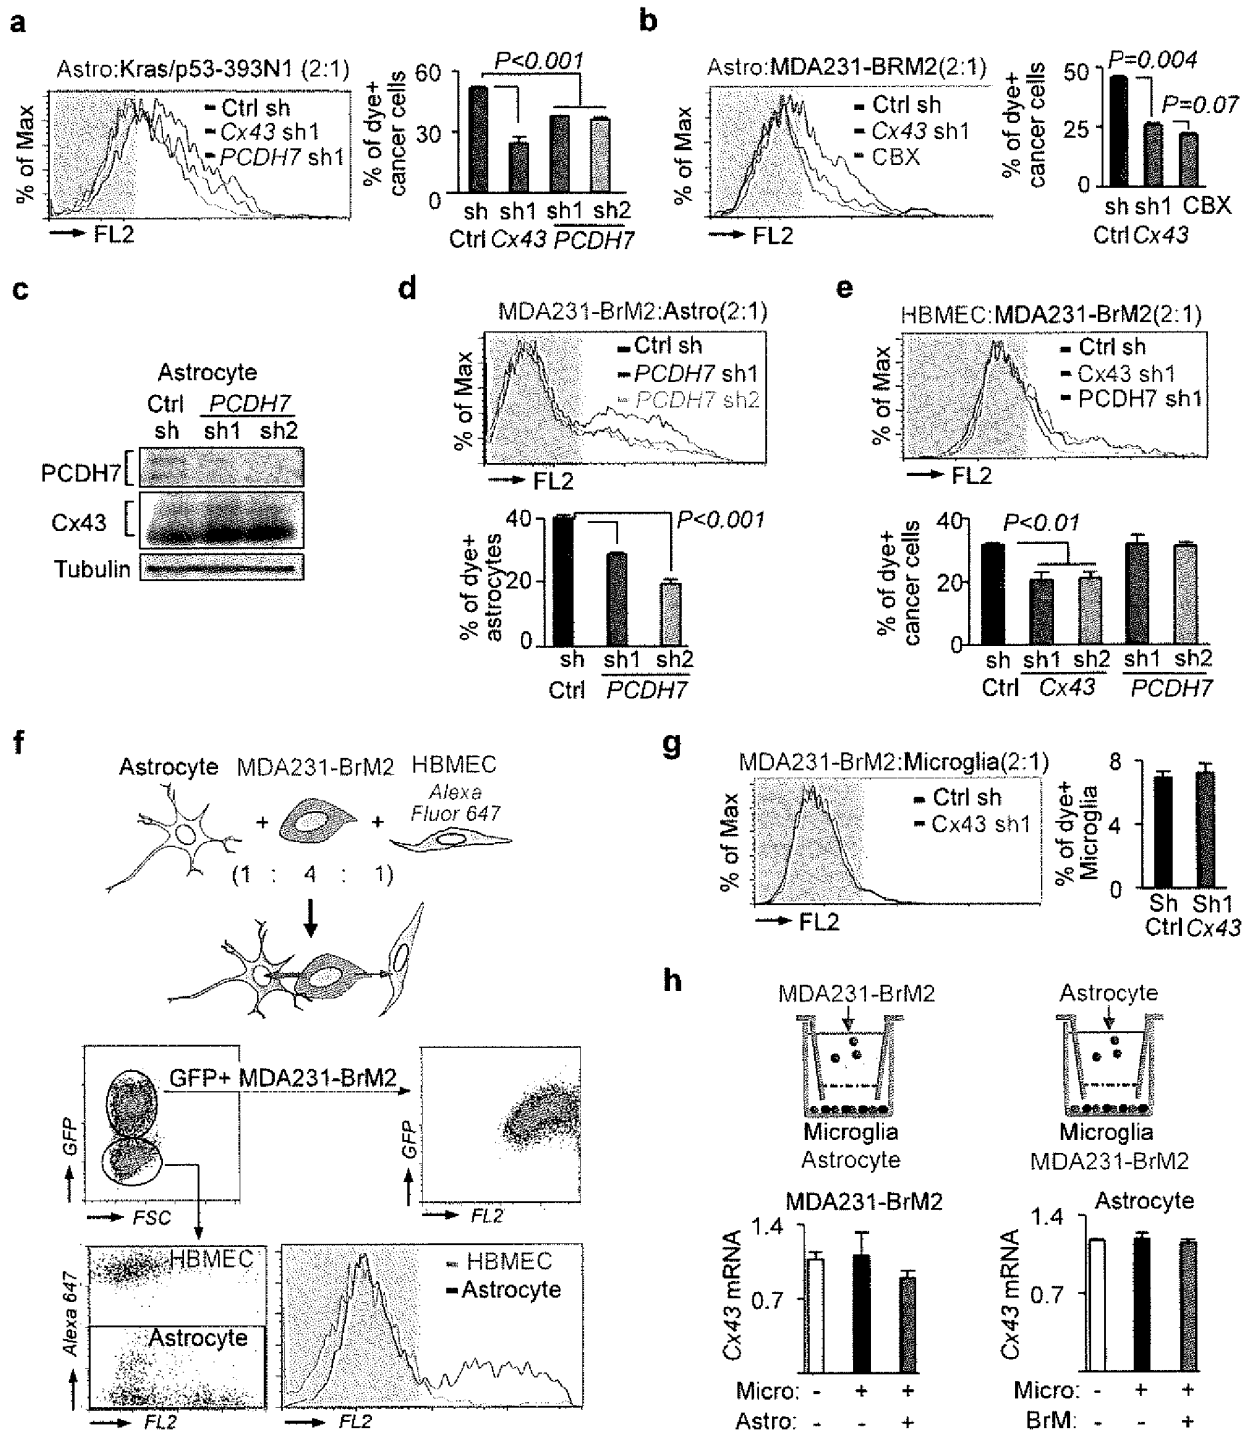 a
Astro:Kras/p53-393N1 (2:1)
% of Max
Ctrl sh
Cx43 sh1
PCDH7 sh1
FL2
% of dye+
cancer cells
60
30
0
P<0.001
sh sh1 sh1 sh2
Ctrl Cx43 PCDH7
b
Astro:MDA231-BRM2(2:1)
% of Max
Ctrl sh
Cx43 sh1
CBX
FL2
% of dye+
cancer cells
50
25
0
P=0.004
P=0.07
sh sh1 CBX
Ctrl Cx43
c
Astrocyte
Ctrl PCDH7
sh sh1 sh2
PCDH7
Cx43
Tubulin
d
MDA231-BrM2:Astro(2:1)
% of Max
Ctrl sh
PCDH7 sh1
PCDH7 sh2
FL2
% of dye+
astrocytes
40
20
0
P<0.001
sh sh1 sh2
Ctrl PCDH7
e
HBMEC:MDA231-BrM2(2:1)
% of Max
Ctrl sh
Cx43 sh1
PCDH7 sh1
FL2
% of dye+
cancer cells
40
20
0
P<0.01
sh sh1 sh2 sh1 sh2
Ctrl Cx43 PCDH7
f
Astrocyte MDA231-BrM2 HBMEC
Alexa
Fluor 647
+ +
(1 : 4 : 1)
GFP+ MDA231-BrM2
GFP
FSC
GFP
FL2
HBMEC
Astrocyte
Alexa 647
FL2
HBMEC
Astrocyte
FL2
g
MDA231-BrM2:Microglia(2:1)
% of Max
Ctrl sh
Cx43 sh1
FL2
% of dye+
Microglia
8
4
0
Sh Sh1
Ctrl Cx43
h
MDA231-BrM2
Microglia
Astrocyte
Astrocyte
Microglia
MDA231-BrM2
MDA231-BrM2
Cx43 mRNA
1.4
0.7
Micro: - + +
Astro: - - +
Astrocyte
Cx43 mRNA
1.4
0.7
Micro: - + +
BrM: - - +